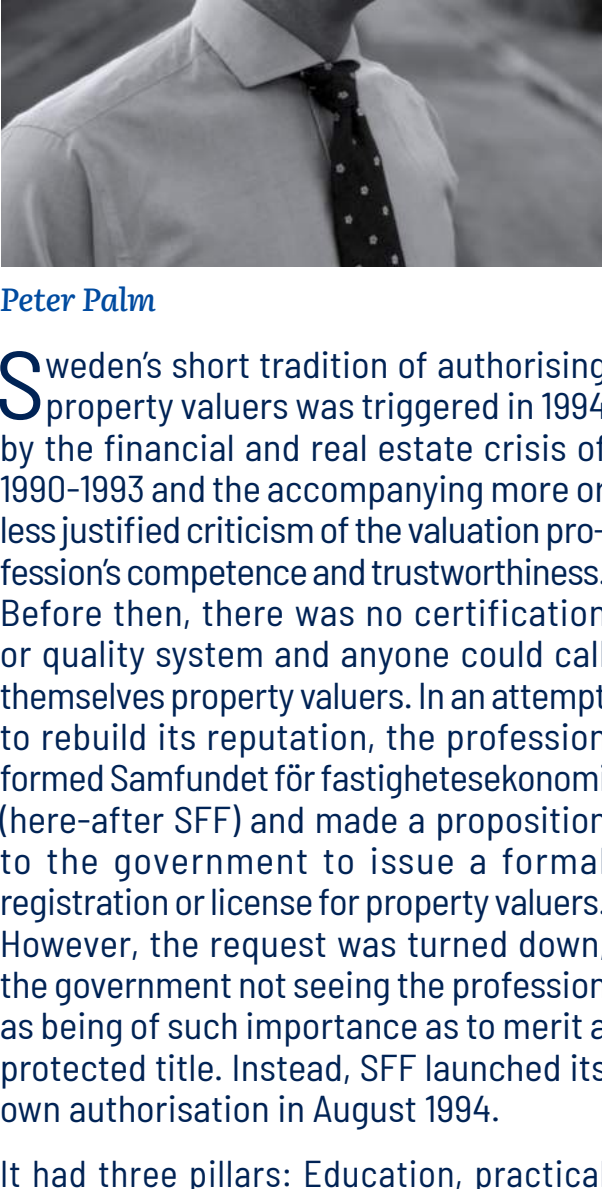 Peter Palm
Sweden’s short tradition of authorising
property valuers was triggered in 1994
by the financial and real estate crisis of
1990-1993 and the accompanying more or
less justified criticism of the valuation pro-
fession’s competence and trustworthiness.
Before then, there was no certification
or quality system and anyone could call
themselves property valuers. In an attempt
to rebuild its reputation, the profession
formed Samfundet för fastighetesekonomi
(here-after SFF) and made a proposition
to the government to issue a formal
registration or license for property valuers.
However, the request was turned down,
the government not seeing the profession
as being of such importance as to merit a
protected title. Instead, SFF launched its
own authorisation in August 1994.
It had three pillars: Education, practical